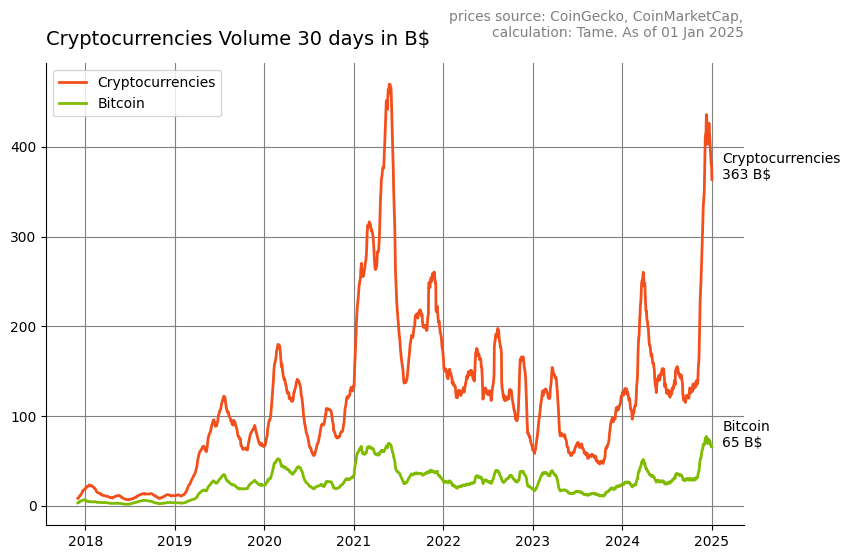 prices source: CoinGecko, CoinMarketCap,
calculation: Tame. As of 01 Jan 2025
Cryptocurrencies Volume 30 days in B$
Cryptocurrencies
Bitcoin
400
300
200
100
0
Cryptocurrencies
363 B$
Bitcoin
65 B$
2018 2019 2020 2021 2022 2023 2024 2025